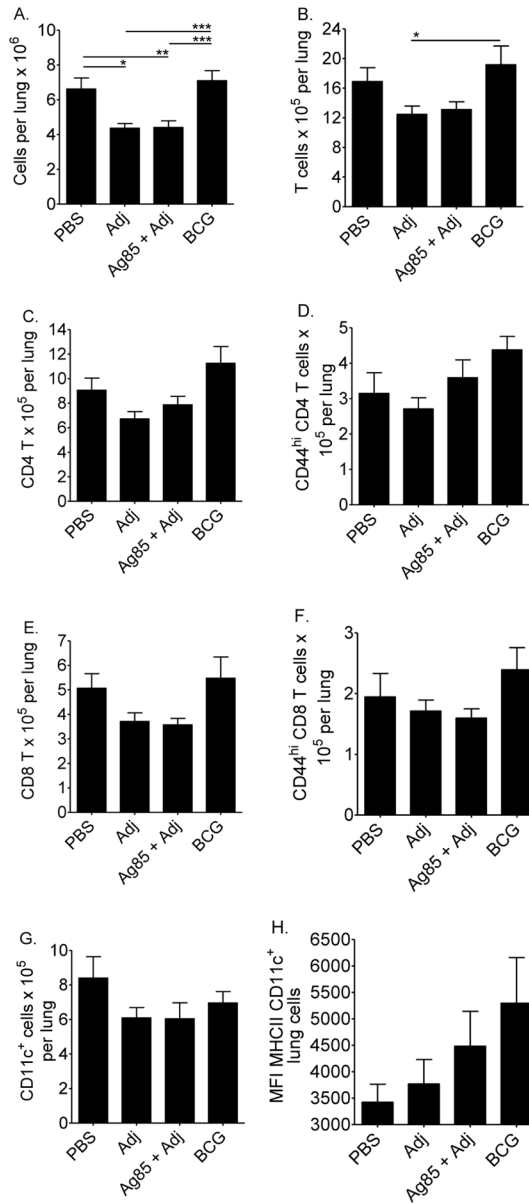 A.
Cells per lung x 10⁶
8
6
4
2
0
***
***
**
*
PBS
Adj
Ag85 + Adj
BCG
B.
T cells x 10⁵ per lung
24
20
16
12
8
4
0
*
PBS
Adj
Ag85 + Adj
BCG
C.
CD4 T x 10⁵ per lung
14
12
10
8
6
4
2
0
PBS
Adj
Ag85 + Adj
BCG
D.
CD44ʰⁱ CD4 T cells x
10⁵ per lung
5
4
3
2
1
0
PBS
Adj
Ag85 + Adj
BCG
E.
CD8 T x 10⁵ per lung
7
6
5
4
3
2
1
0
PBS
Adj
Ag85 + Adj
BCG
F.
CD44ʰⁱ CD8 T cells x
10⁵ per lung
3
2
1
0
PBS
Adj
Ag85 + Adj
BCG
G.
CD11c⁺ cells x 10⁵
per lung
10
8
6
4
2
0
PBS
Adj
Ag85 + Adj
BCG
H.
MFI MHCII CD11c⁺
lung cells
6500
6000
5500
5000
4500
4000
3500
3000
PBS
Adj
Ag85 + Adj
BCG